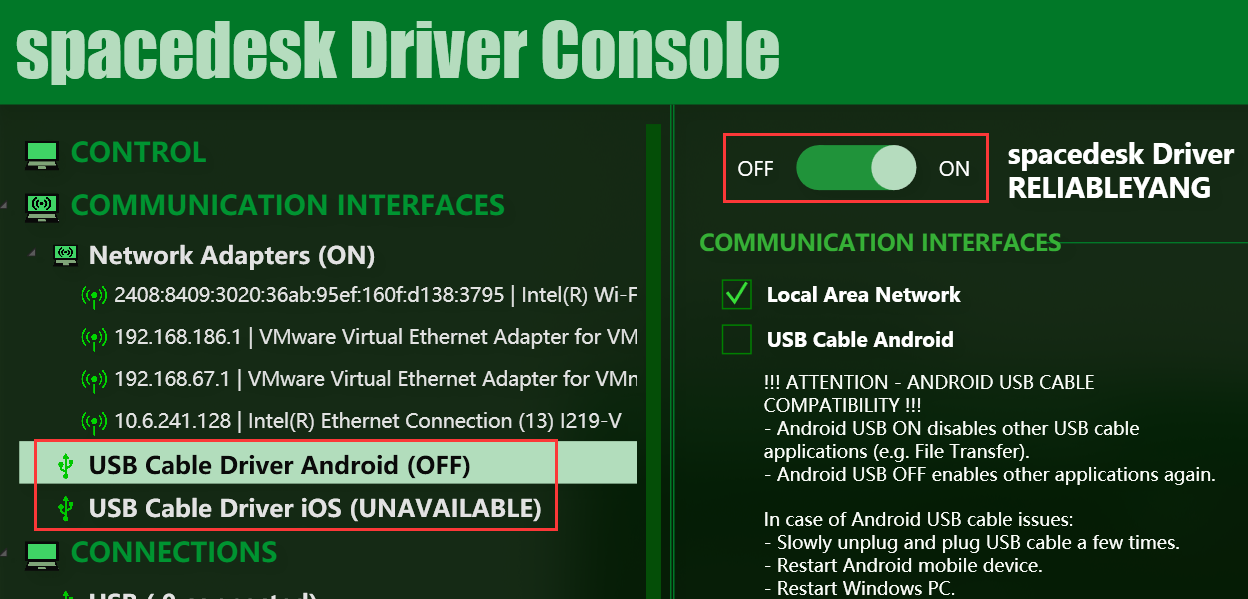 spacedesk Driver Console
CONTROL
COMMUNICATION INTERFACES
Network Adapters (ON)
2408:8409:3020:36ab:95ef:160f:d138:3795 | Intel(R) Wi-F
192.168.186.1 | VMware Virtual Ethernet Adapter for VM
192.168.67.1 | VMware Virtual Ethernet Adapter for VMn
10.6.241.128 | Intel(R) Ethernet Connection (13) I219-V
USB Cable Driver Android (OFF)
USB Cable Driver iOS (UNAVAILABLE)
CONNECTIONS
USB ( 0 connected)
OFF ON
spacedesk Driver
RELIABLEYANG
COMMUNICATION INTERFACES
Local Area Network
USB Cable Android
!!! ATTENTION - ANDROID USB CABLE
COMPATIBILITY !!!
- Android USB ON disables other USB cable
applications (e.g. File Transfer).
- Android USB OFF enables other applications again.
In case of Android USB cable issues:
- Slowly unplug and plug USB cable a few times.
- Restart Android mobile device.
- Restart Windows PC.